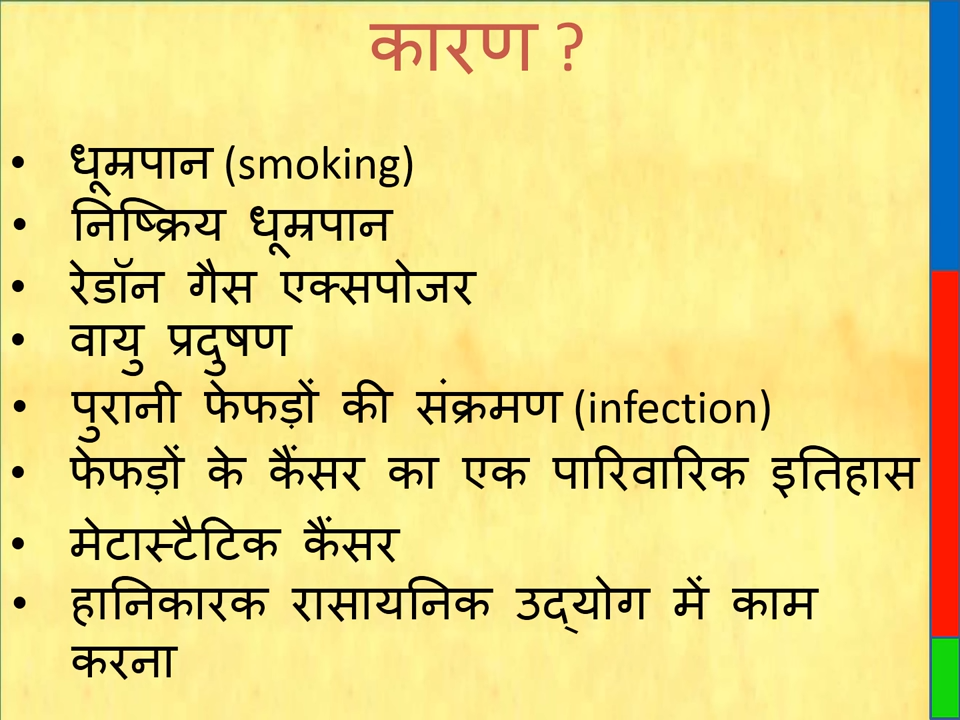 कारण ?
• धूम्रपान (smoking)
• निष्क्रिय धूम्रपान
• रेडॉन गैस एक्सपोजर
• वायु प्रदुषण
• पुरानी फेफड़ों की संक्रमण (infection)
• फेफड़ों के कैंसर का एक पारिवारिक इतिहास
• मेटास्टैटिक कैंसर
• हानिकारक रासायनिक उद्योग में काम
करना